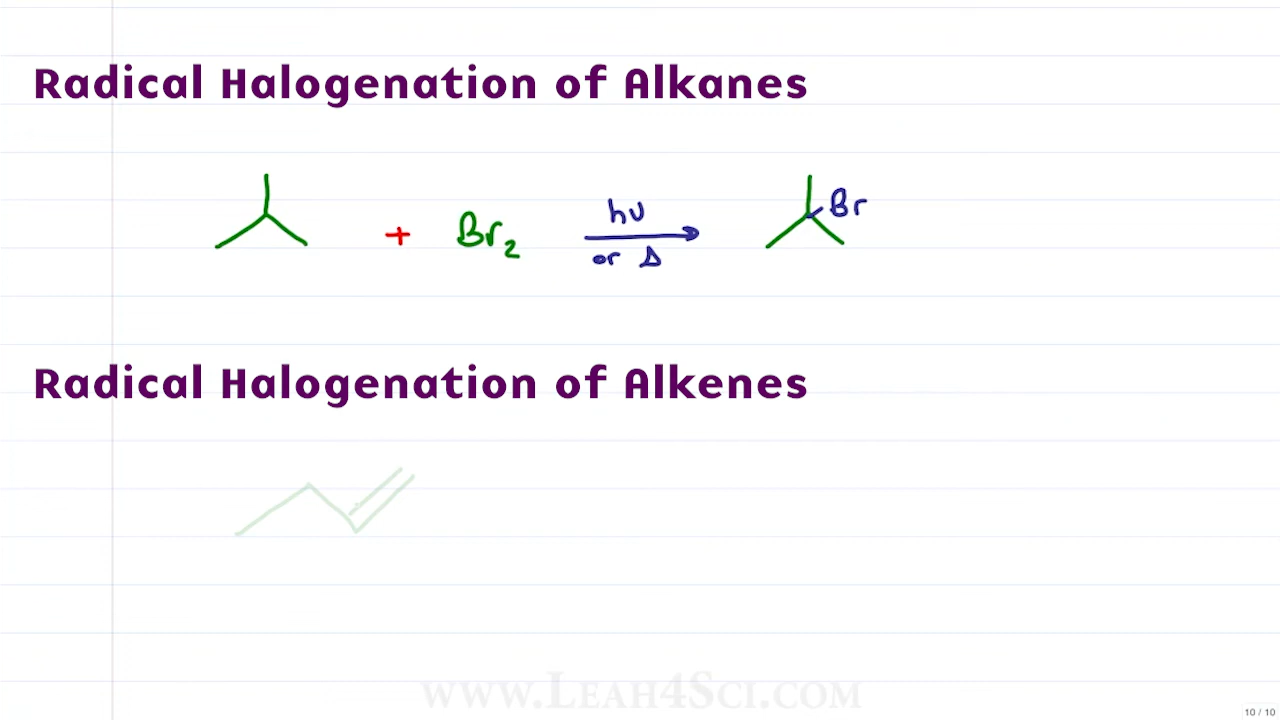 Radical Halogenation of Alkanes
+ Br₂ hν or Δ Br
Radical Halogenation of Alkenes
www.Leah4Sci.com
10 / 10